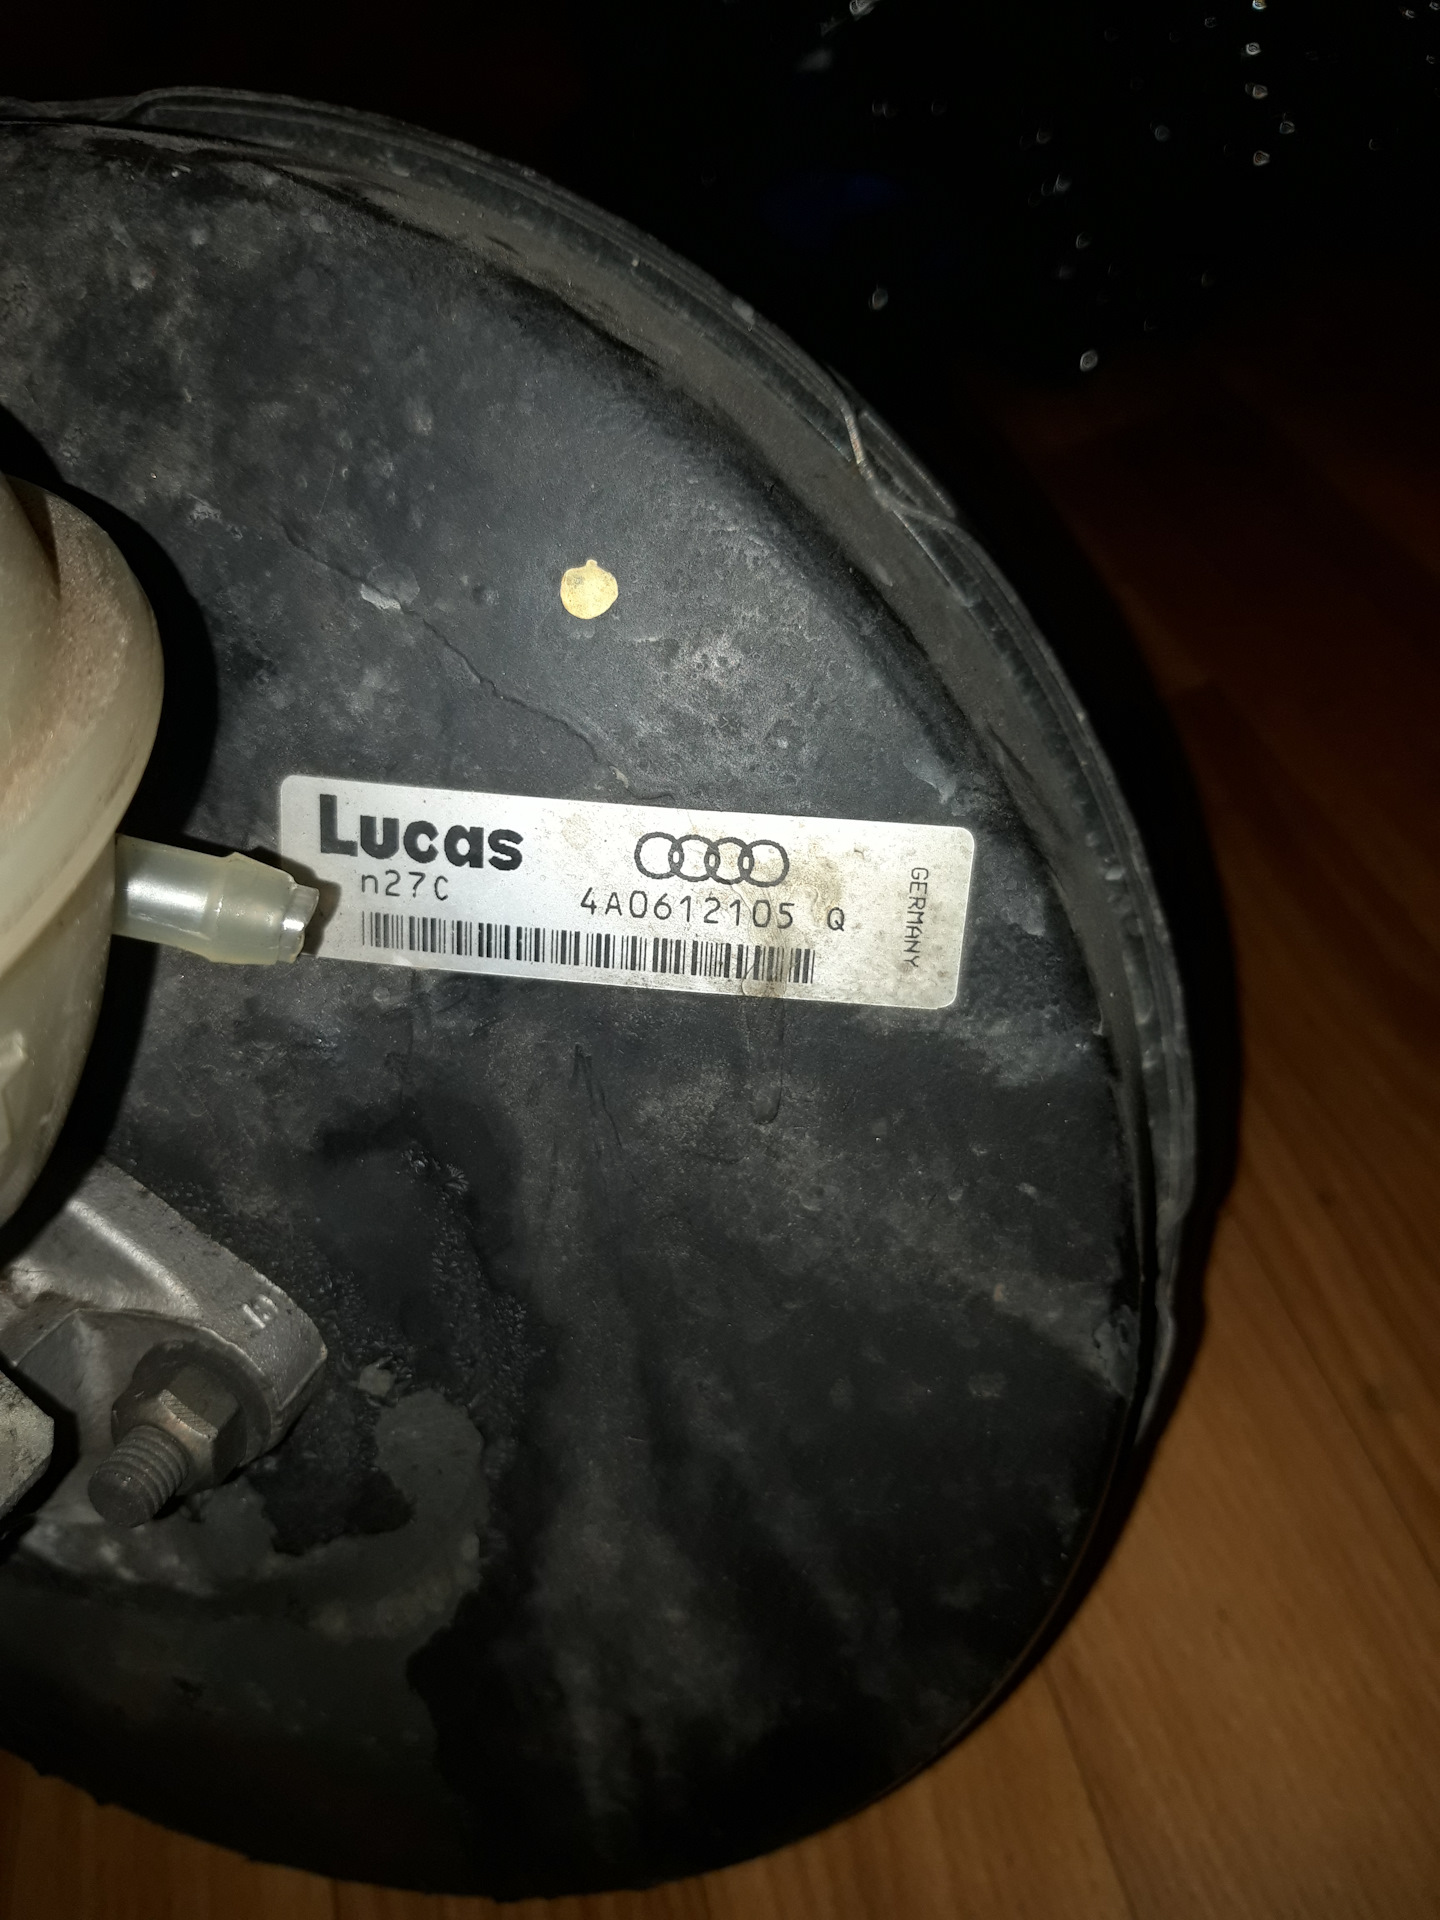 Lucas
n27C
4A0612105 Q
GERMANY